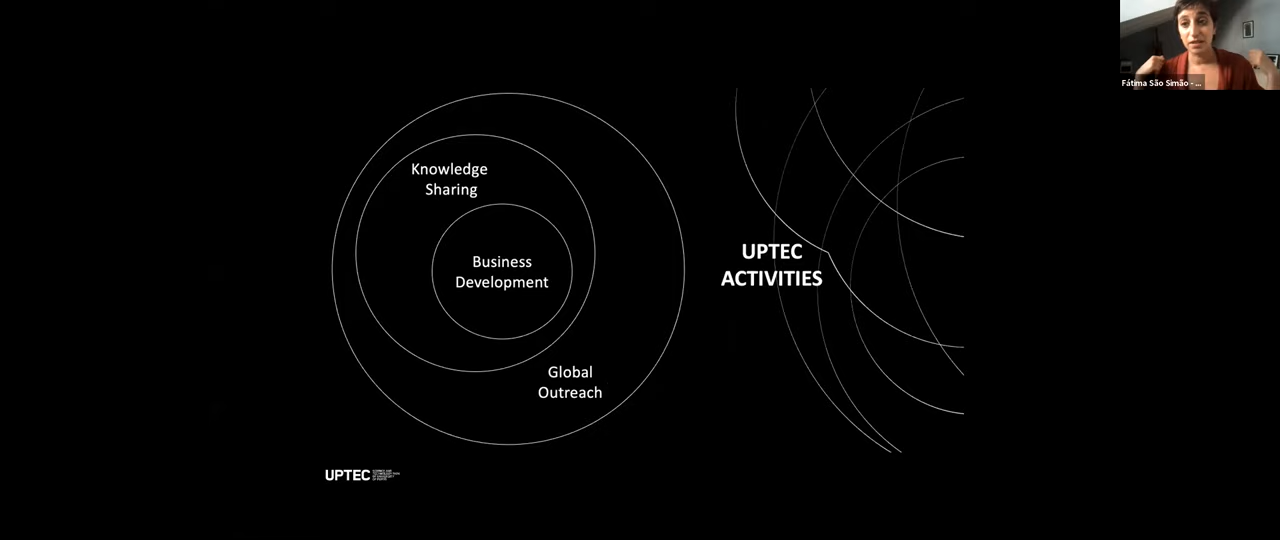 Fátima São Simão - ...
Knowledge
Sharing
Business
Development
Global
Outreach
UPTEC
ACTIVITIES
UPTEC